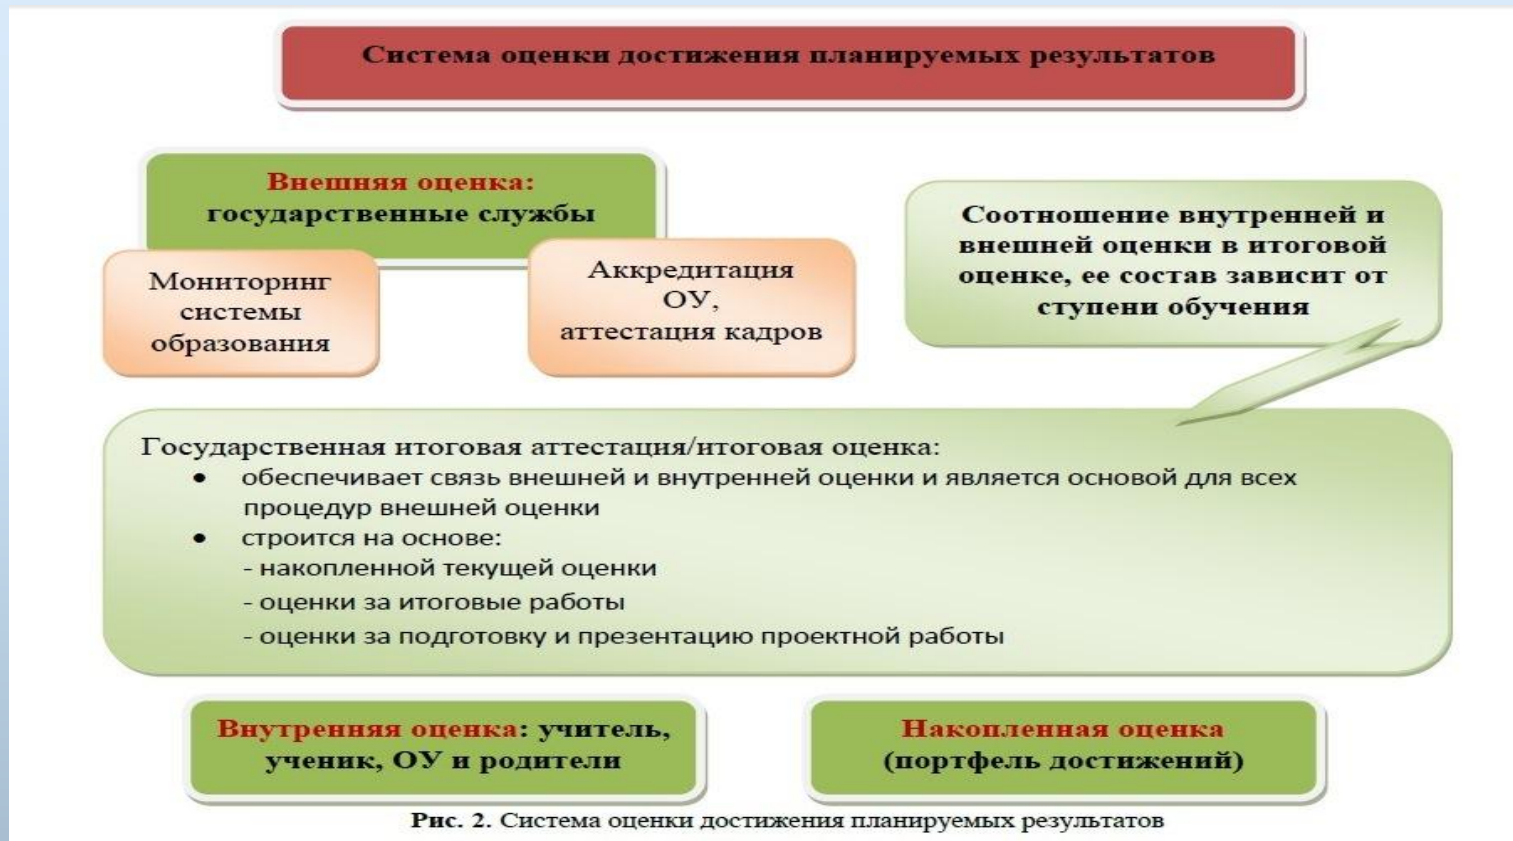 Система оценки достижения планируемых результатов
Внешняя оценка:
государственные службы
Мониторинг
системы
образования
Аккредитация
ОУ,
аттестация кадров
Соотношение внутренней и
внешней оценки в итоговой
оценке, ее состав зависит от
ступени обучения
Государственная итоговая аттестация/итоговая оценка:
● обеспечивает связь внешней и внутренней оценки и является основой для всех
процедур внешней оценки
● строится на основе:
- накопленной текущей оценки
- оценки за итоговые работы
- оценки за подготовку и презентацию проектной работы
Внутренняя оценка: учитель,
ученик, ОУ и родители
Накопленная оценка
(портфель достижений)
Рис. 2. Система оценки достижения планируемых результатов